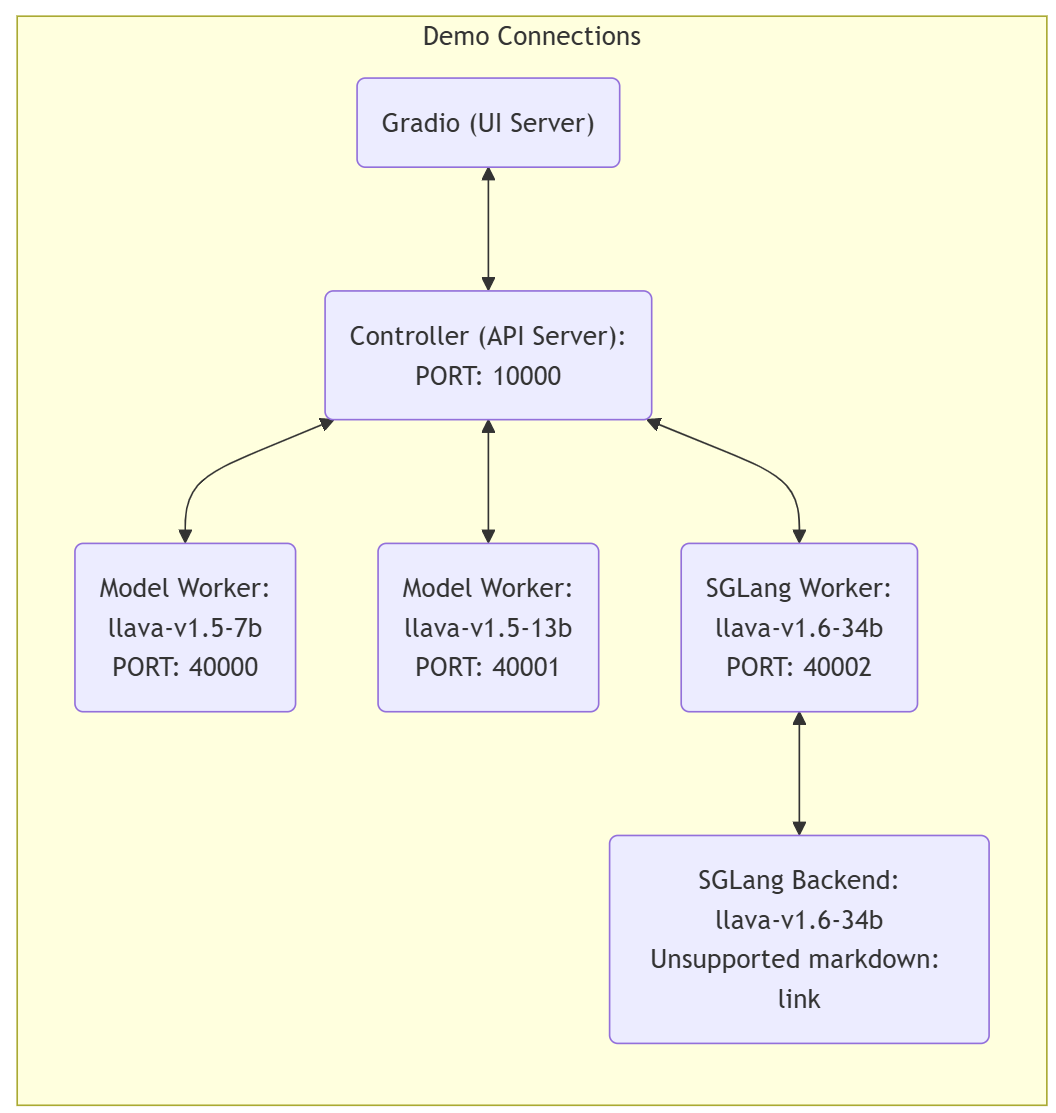 Demo Connections
Gradio (UI Server)
Controller (API Server):
PORT: 10000
Model Worker:
llava-v1.5-7b
PORT: 40000
Model Worker:
llava-v1.5-13b
PORT: 40001
SGLang Worker:
llava-v1.6-34b
PORT: 40002
SGLang Backend:
llava-v1.6-34b
Unsupported markdown:
link